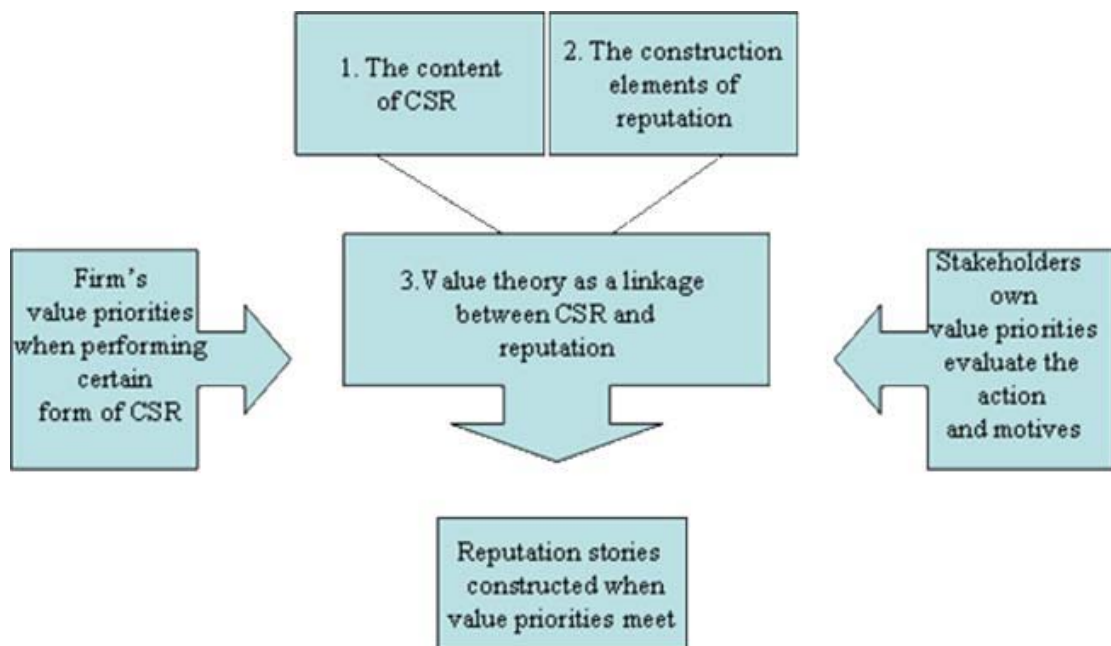 1. The content
of CSR
2. The construction
elements of
reputation
Firm's
value priorities
when performing
certain
form of CSR
3.Value theory as a linkage
between CSR and
reputation
Stakeholders
own
value priorities
evaluate the
action
and motives
Reputation stories
constructed when
value priorities meet